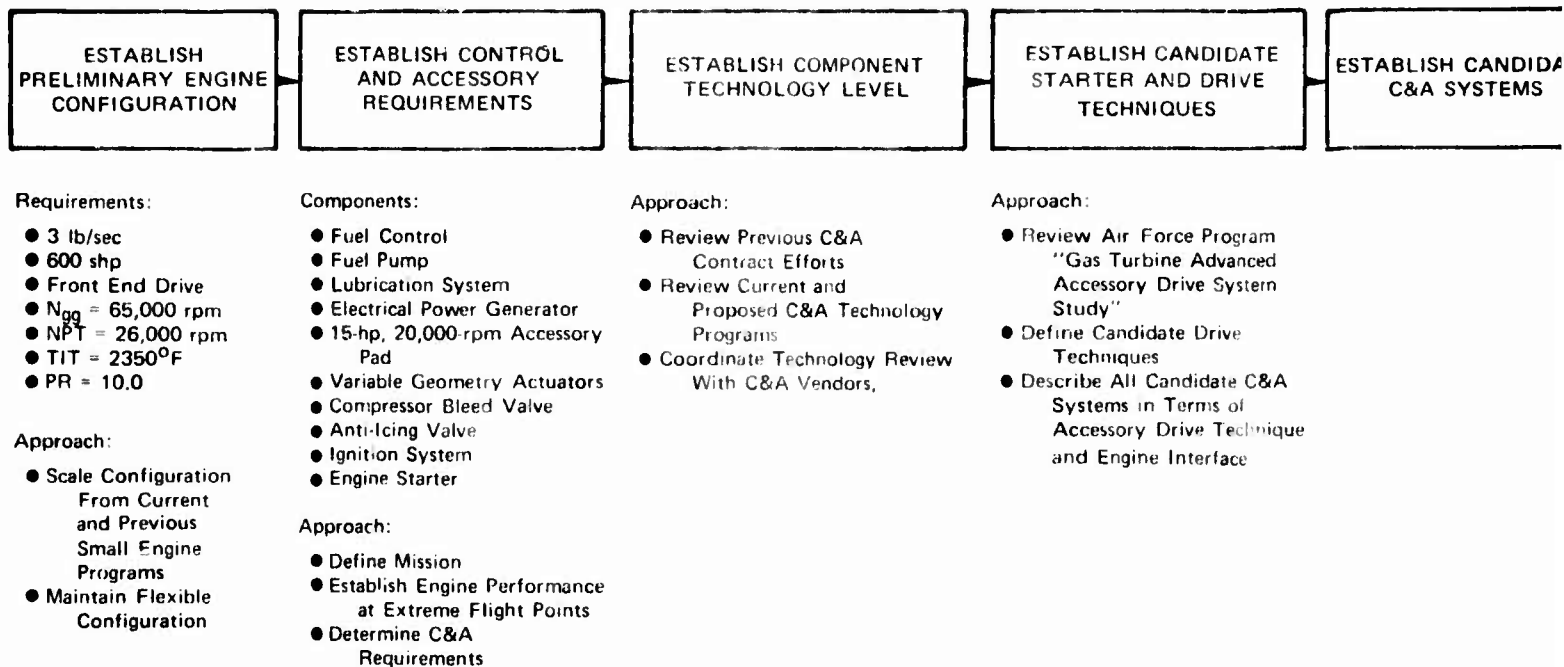 ESTABLISH
PRELIMINARY ENGINE
CONFIGURATION
ESTABLISH CONTROL
AND ACCESSORY
REQUIREMENTS
ESTABLISH COMPONENT
TECHNOLOGY LEVEL
ESTABLISH CANDIDATE
STARTER AND DRIVE
TECHNIQUES
ESTABLISH CANDIDA
C&A SYSTEMS
Requirements:
● 3 lb/sec
● 600 shp
● Front End Drive
● Ngg = 65,000 rpm
● NPT = 26,000 rpm
● TIT = 2350°F
● PR = 10.0
Approach:
● Scale Configuration
From Current
and Previous
Small Engine
Programs
● Maintain Flexible
Configuration
Components:
● Fuel Control
● Fuel Pump
● Lubrication System
● Electrical Power Generator
● 15-hp, 20,000-rpm Accessory
Pad
● Variable Geometry Actuators
● Compressor Bleed Valve
● Anti-Icing Valve
● Ignition System
● Engine Starter
Approach:
● Define Mission
● Establish Engine Performance
at Extreme Flight Points
● Determine C&A
Requirements
Approach:
● Review Previous C&A
Contract Efforts
● Review Current and
Proposed C&A Technology
Programs
● Coordinate Technology Review
With C&A Vendors,
Approach:
● Review Air Force Program
"Gas Turbine Advanced
Accessory Drive System
Study"
● Define Candidate Drive
Techniques
● Describe All Candidate C&A
Systems in Terms of
Accessory Drive Technique
and Engine Interface